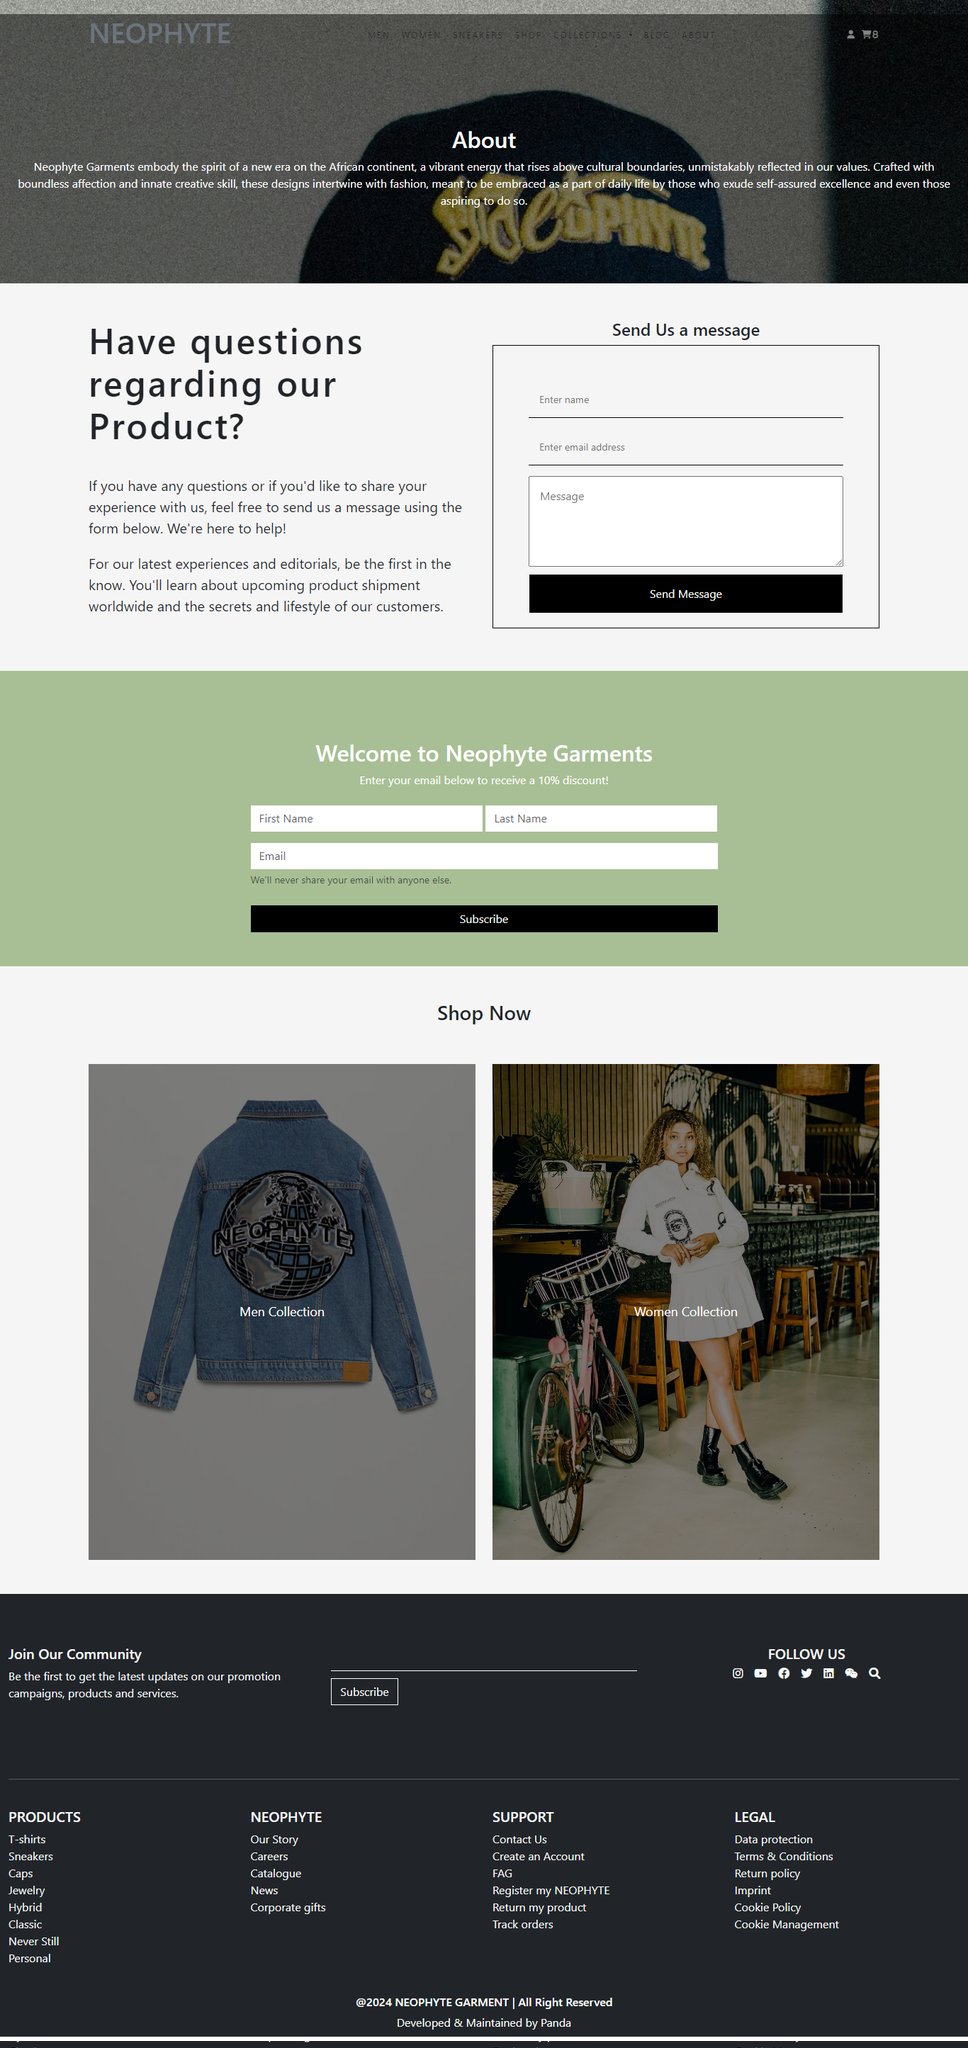 NEOPHYTE
MEN WOMEN SNEAKERS SHOP COLLECTIONS BLOG ABOUT
About
Neophyte Garments embody the spirit of a new era on the African continent, a vibrant energy that rises above cultural boundaries, unmistakably reflected in our values. Crafted with
boundless affection and innate creative skill, these designs intertwine with fashion, meant to be embraced as a part of daily life by those who exude self-assured excellence and even those
aspiring to do so.
Have questions
regarding our
Product?
If you have any questions or if you'd like to share your
experience with us, feel free to send us a message using the
form below. We're here to help!
For our latest experiences and editorials, be the first in the
know. You'll learn about upcoming product shipment
worldwide and the secrets and lifestyle of our customers.
Send Us a message
Enter name
Enter email address
Message
Send Message
Welcome to Neophyte Garments
Enter your email below to receive a 10% discount!
First Name Last Name
Email
We'll never share your email with anyone else.
Subscribe
Shop Now
NEOPHYTE
Men Collection
Women Collection
Join Our Community
Be the first to get the latest updates on our promotion
campaigns, products and services.
Subscribe
FOLLOW US
PRODUCTS
T-shirts
Sneakers
Caps
Jewelry
Hybrid
Classic
Never Still
Personal
NEOPHYTE
Our Story
Careers
Catalogue
News
Corporate gifts
SUPPORT
Contact Us
Create an Account
FAG
Register my NEOPHYTE
Return my product
Track orders
LEGAL
Data protection
Terms & Conditions
Return policy
Imprint
Cookie Policy
Cookie Management
@2024 NEOPHYTE GARMENT | All Right Reserved
Developed & Maintained by Panda